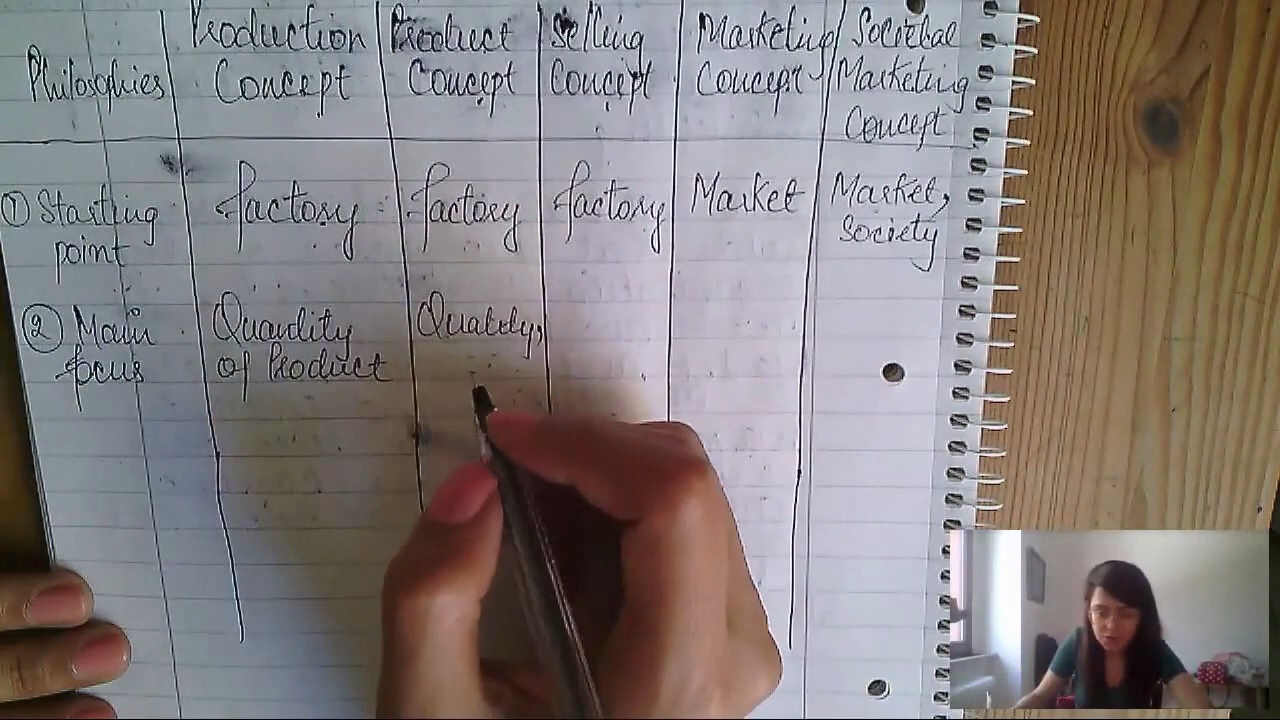 Philosophies
Production Concept
Product Concept
Selling Concept
Marketing Concept
Societal Marketing Concept
① Starting point
factory
factory
factory
Market
Market, Society
② Main focus
Quantity of Product
Quality,